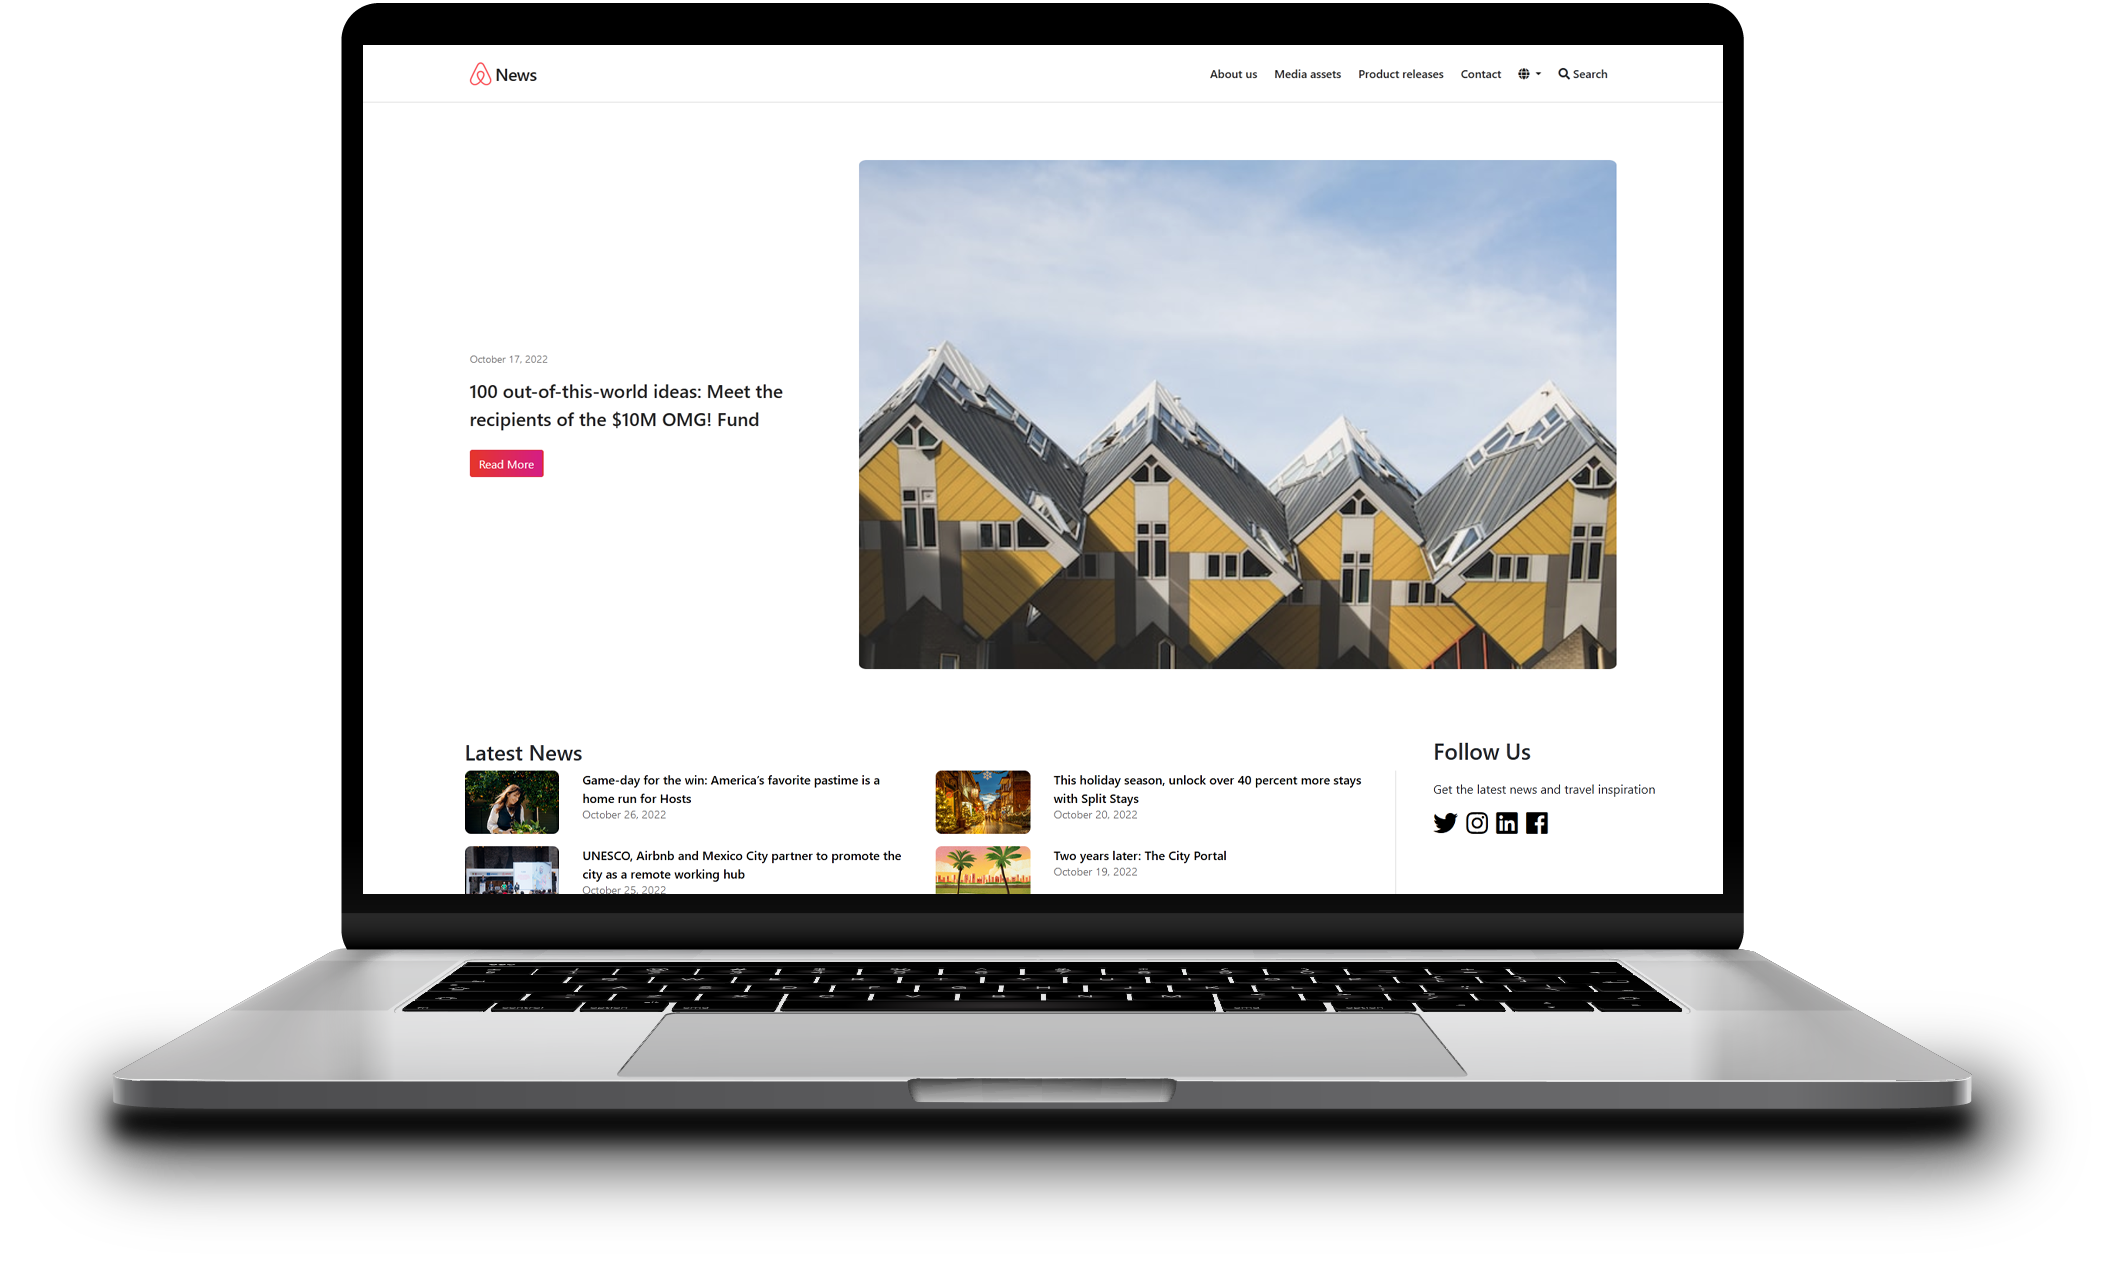 News
About us Media assets Product releases Contact Search
October 17, 2022
100 out-of-this-world ideas: Meet the
recipients of the $10M OMG! Fund
Read More
Latest News
Game-day for the win: America’s favorite pastime is a
home run for Hosts
October 26, 2022
UNESCO, Airbnb and Mexico City partner to promote the
city as a remote working hub
October 25, 2022
This holiday season, unlock over 40 percent more stays
with Split Stays
October 20, 2022
Two years later: The City Portal
October 19, 2022
Follow Us
Get the latest news and travel inspiration